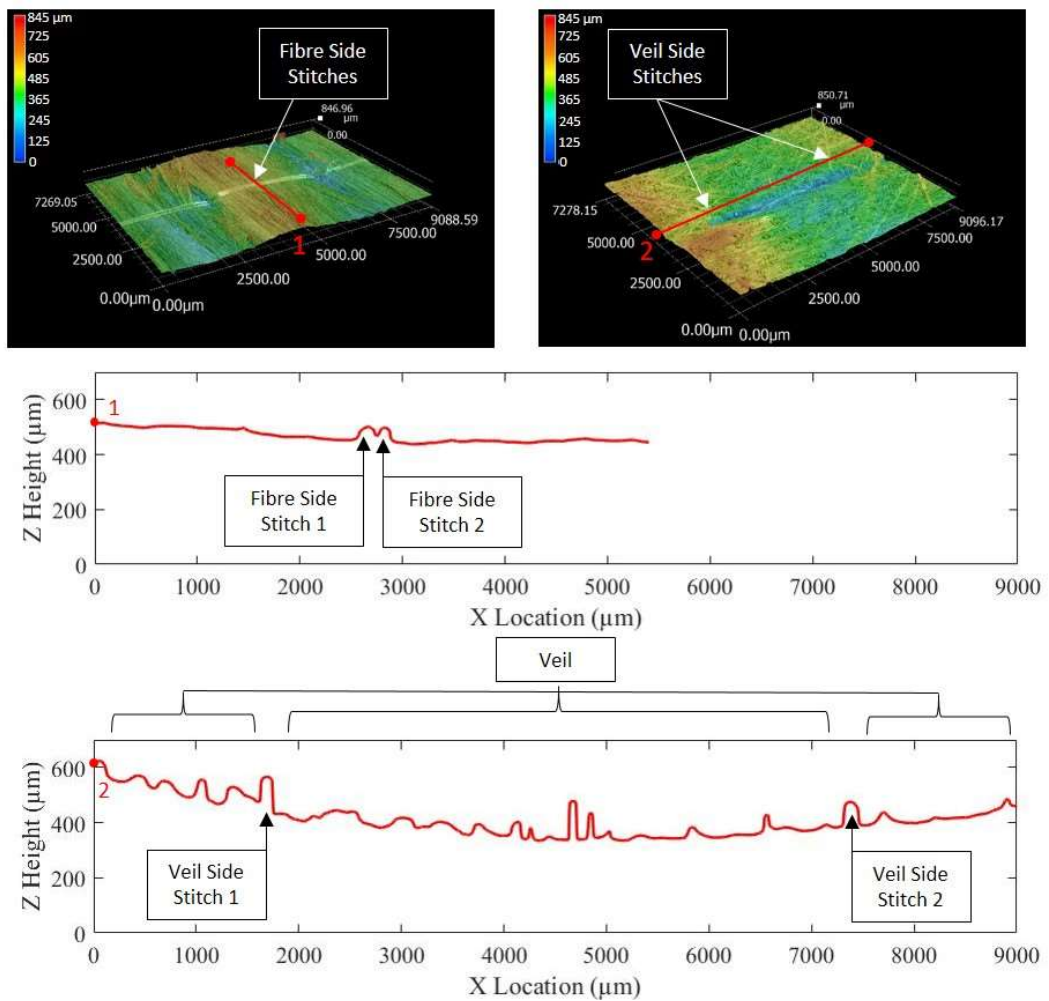 845 µm
725
605
485
365
245
125
0
Fibre Side
Stitches
846.96
µm
0.00
7269.05
5000.00
2500.00
0.00µm
0.00µm
2500.00
5000.00
7500.00
9088.59
1
845 µm
725
605
485
365
245
125
0
Veil Side
Stitches
850.71
µm
0.00
7278.15
5000.00
2500.00
0.00µm
0.00µm
2500.00
5000.00
7500.00
9096.17
2
Z Height (µm)
600
400
200
0
1
Fibre Side
Stitch 1
Fibre Side
Stitch 2
0 1000 2000 3000 4000 5000 6000 7000 8000 9000
X Location (µm)
Veil
Z Height (µm)
600
400
200
0
2
Veil Side
Stitch 1
Veil Side
Stitch 2
0 1000 2000 3000 4000 5000 6000 7000 8000 9000
X Location (µm)